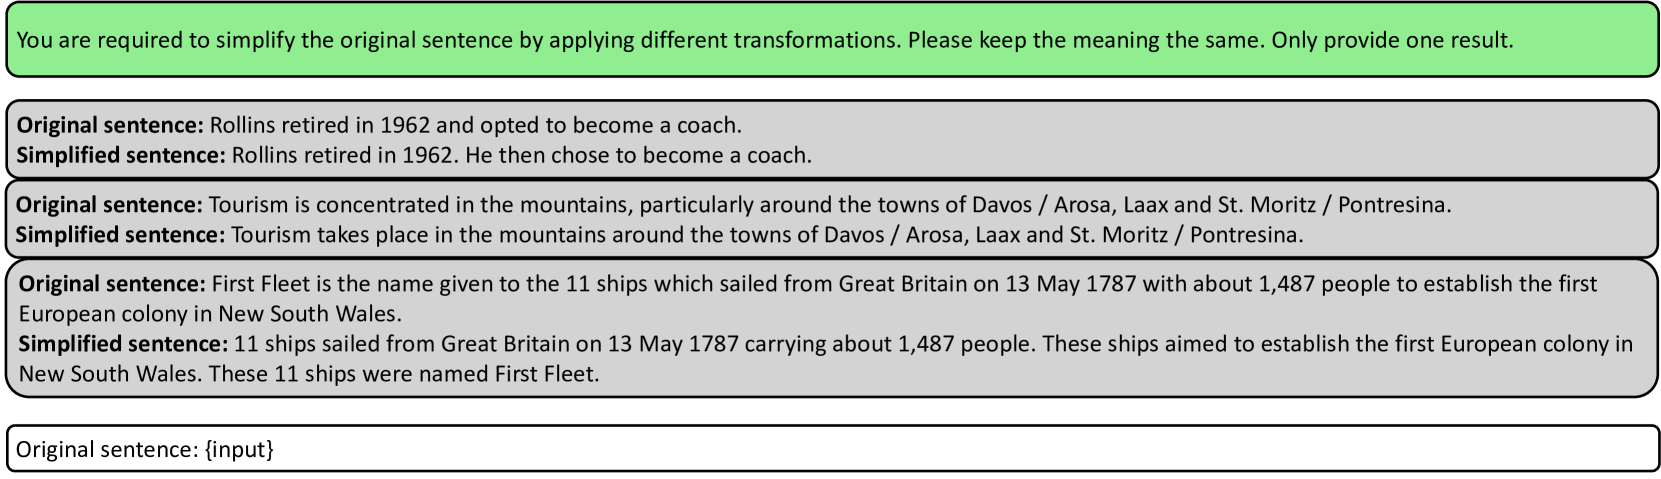 You are required to simplify the original sentence by applying different transformations. Please keep the meaning the same. Only provide one result.
Original sentence: Rollins retired in 1962 and opted to become a coach.
Simplified sentence: Rollins retired in 1962. He then chose to become a coach.
Original sentence: Tourism is concentrated in the mountains, particularly around the towns of Davos / Arosa, Laax and St. Moritz / Pontresina.
Simplified sentence: Tourism takes place in the mountains around the towns of Davos / Arosa, Laax and St. Moritz / Pontresina.
Original sentence: First Fleet is the name given to the 11 ships which sailed from Great Britain on 13 May 1787 with about 1,487 people to establish the first
European colony in New South Wales.
Simplified sentence: 11 ships sailed from Great Britain on 13 May 1787 carrying about 1,487 people. These ships aimed to establish the first European colony in
New South Wales. These 11 ships were named First Fleet.
Original sentence: {input}